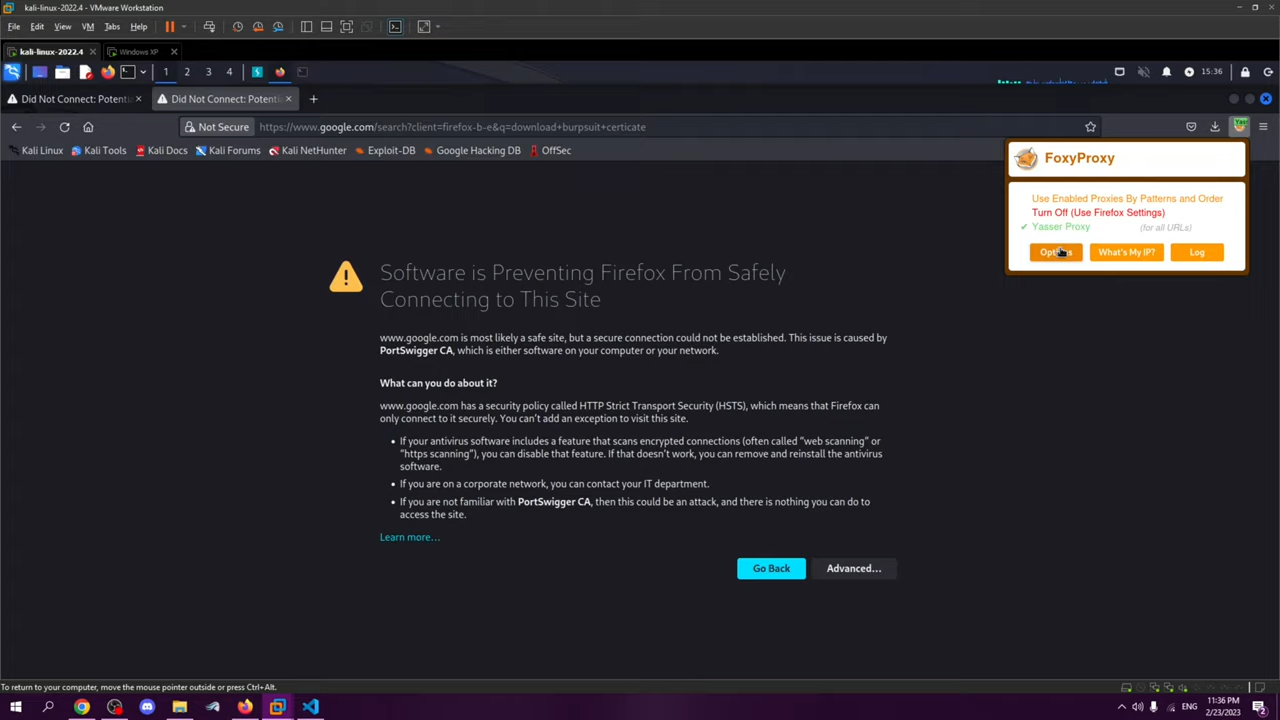 kali-linux-2022.4 – VMware Workstation
File Edit View VM Tabs Help
kali-linux-2022.4 Windows XP
1 2 3 4 15:36
Did Not Connect: Potenti Did Not Connect: Potenti
Not Secure https://www.google.com/search?client=firefox-b-e&q=download+burpsuit+certicate
Kali Linux Kali Tools Kali Docs Kali Forums Kali NetHunter Exploit-DB Google Hacking DB OffSec
FoxyProxy
Use Enabled Proxies By Patterns and Order
Turn Off (Use Firefox Settings)
✔ Yasser Proxy (for all URLs)
Options What's My IP? Log
Software is Preventing Firefox From Safely
Connecting to This Site
www.google.com is most likely a safe site, but a secure connection could not be established. This issue is caused by
PortSwigger CA, which is either software on your computer or your network.
What can you do about it?
www.google.com has a security policy called HTTP Strict Transport Security (HSTS), which means that Firefox can
only connect to it securely. You can't add an exception to visit this site.
• If your antivirus software includes a feature that scans encrypted connections (often called “web scanning” or
“https scanning”), you can disable that feature. If that doesn't work, you can remove and reinstall the antivirus
software.
• If you are on a corporate network, you can contact your IT department.
• If you are not familiar with PortSwigger CA, then this could be an attack, and there is nothing you can do to
access the site.
Learn more…
Go Back Advanced…
To return to your computer, move the mouse pointer outside or press Ctrl+Alt.
ENG 11:36 PM
2/23/2023
2